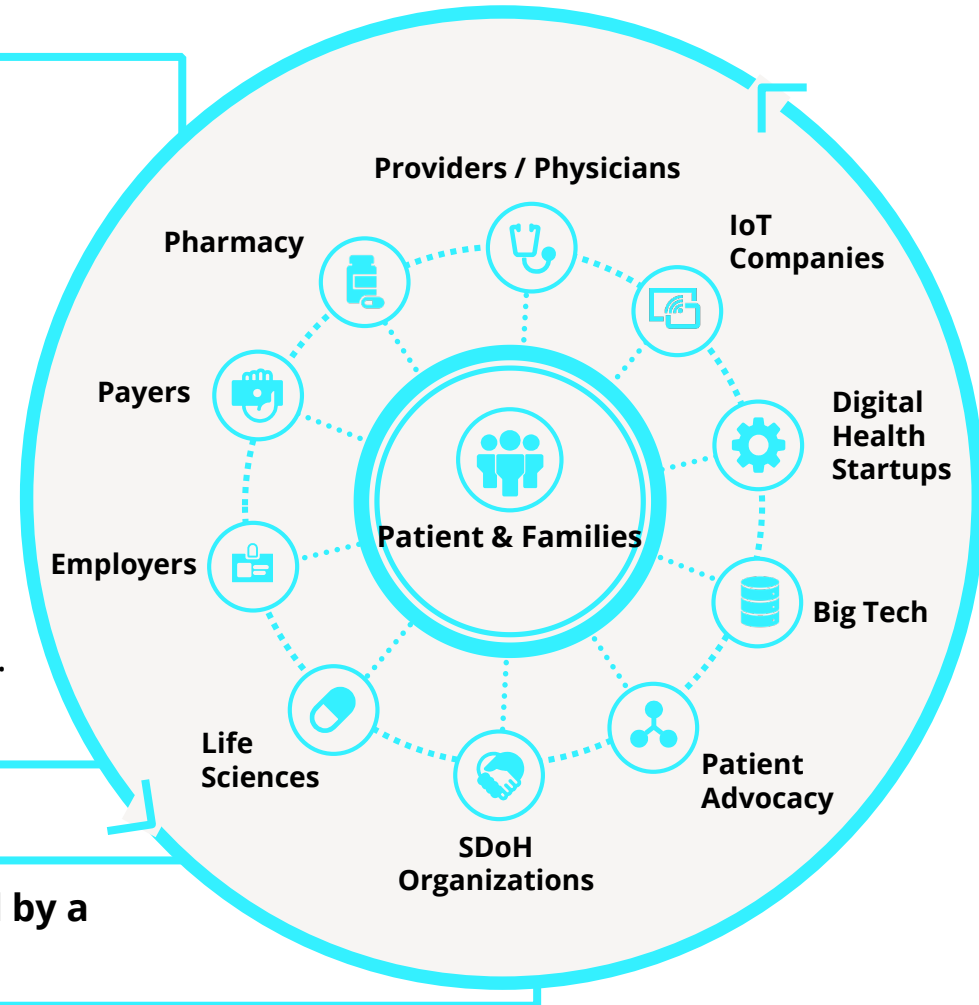 Providers / Physicians
Pharmacy
IoT
Companies
Payers
Digital
Health
Startups
Patient & Families
Employers
Big Tech
.
Life
Sciences
Patient
Advocacy
SDoH
Organizations
by a